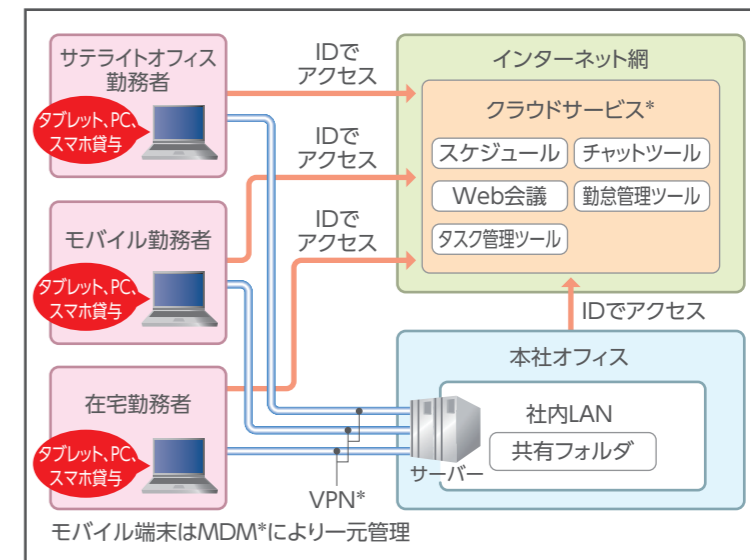 サテライトオフィス
勤務者
タブレット、PC、
スマホ貸与
モバイル勤務者
タブレット、PC、
スマホ貸与
在宅勤務者
タブレット、PC、
スマホ貸与
IDで
アクセス
IDで
アクセス
IDで
アクセス
インターネット網
クラウドサービス*
スケジュール
チャットツール
Web会議
勤怠管理ツール
タスク管理ツール
IDでアクセス
本社オフィス
社内LAN
共有フォルダ
サーバー
VPN*
モバイル端末はMDM*により一元管理